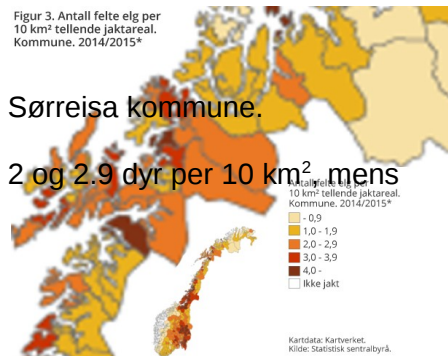 Figur 3. Antall felte elg per
10 km² tellende jaktareal.
Kommune. 2014/2015*
Sørreisa kommune.
2 og 2.9 dyr per 10 km², mens
Antall felte elg per
10 km² tellende jaktareal.
Kommune. 2014/2015*
- 0,9
1,0 - 1,9
2,0 - 2,9
3,0 - 3,9
4,0 -
Ikke jakt
Kartdata: Kartverket.
Kilde: Statistisk sentralbyrå.